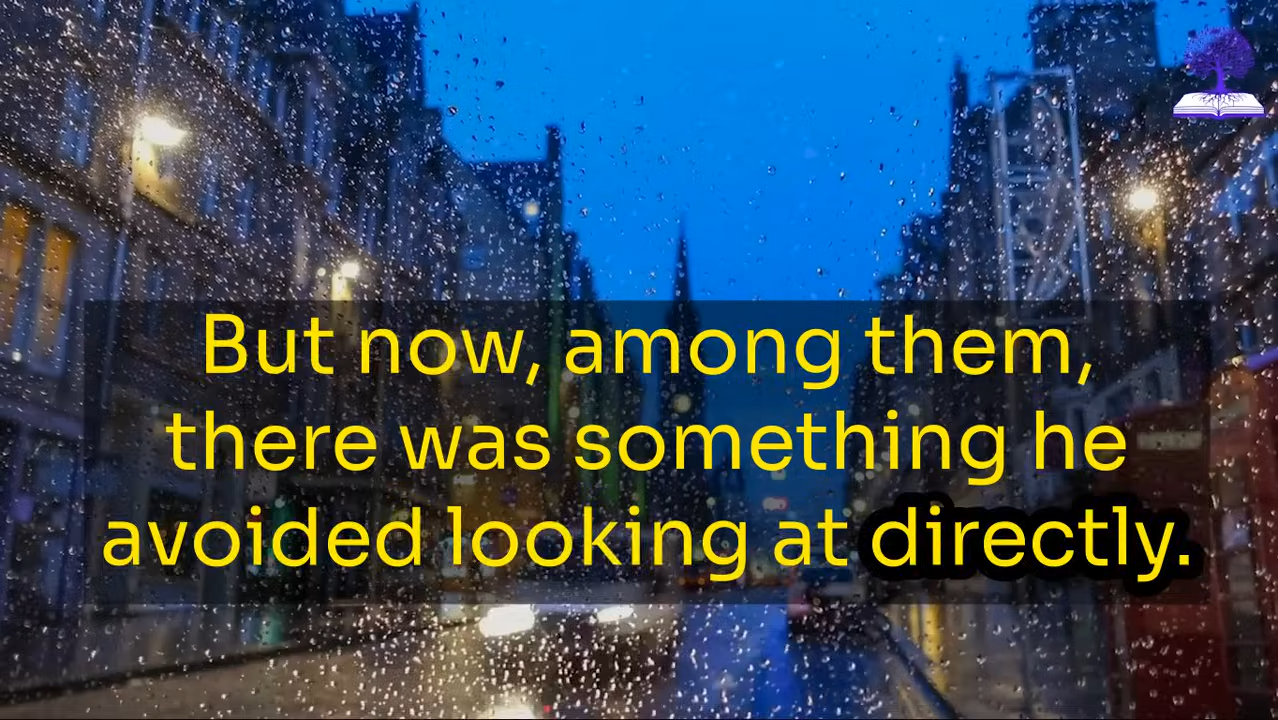 But now, among them,
there was something he
avoided looking at directly.